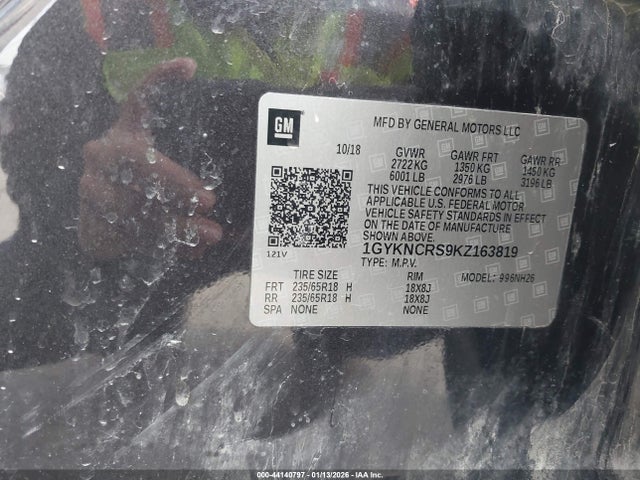 GM
MFD BY GENERAL MOTORS LLC
10/18 GVWR GAWR FRT GAWR RR
2722 KG 1350 KG 1450 KG
6001 LB 2976 LB 3196 LB
THIS VEHICLE CONFORMS TO ALL
APPLICABLE U.S. FEDERAL MOTOR
VEHICLE SAFETY STANDARDS IN EFFECT
ON THE DATE OF MANUFACTURE
SHOWN ABOVE.
1GYKNCRS9KZ163819
121V TYPE: M.P.V.
TIRE SIZE RIM MODEL: 996NH26
FRT 235/65R18 H 18X8J
RR 235/65R18 H 18X8J
SPA NONE NONE
000-44140797 - 01/13/2026 - IAA Inc.